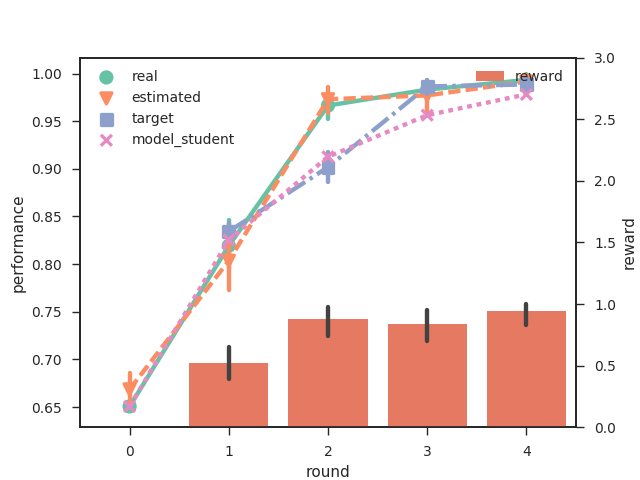 real
estimated
target
model_student
reward
performance
1.00
0.95
0.90
0.85
0.80
0.75
0.70
0.65
3.0
2.5
2.0
1.5
1.0
0.5
0.0
reward
0 1 2 3 4
round